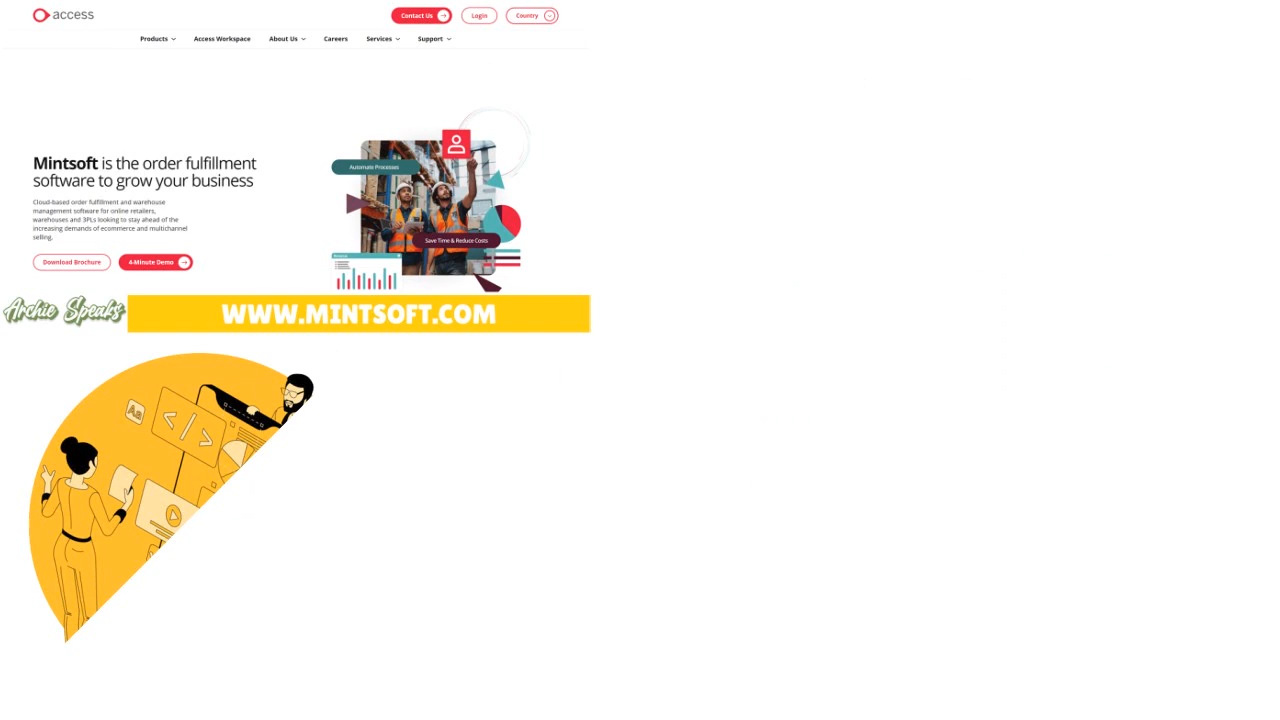 access
Contact Us
Login
Country
Products
Access Workspace
About Us
Careers
Services
Support
Mintsoft is the order fulfillment
software to grow your business
Cloud-based order fulfillment and warehouse
management software for online retailers,
warehouses and 3PLs looking to stay ahead of the
increasing demands of ecommerce and multichannel
selling.
Download Brochure
4-Minute Demo
Automate Processes
Save Time & Reduce Costs
Archie Speaks
WWW.MINTSOFT.COM
Aa